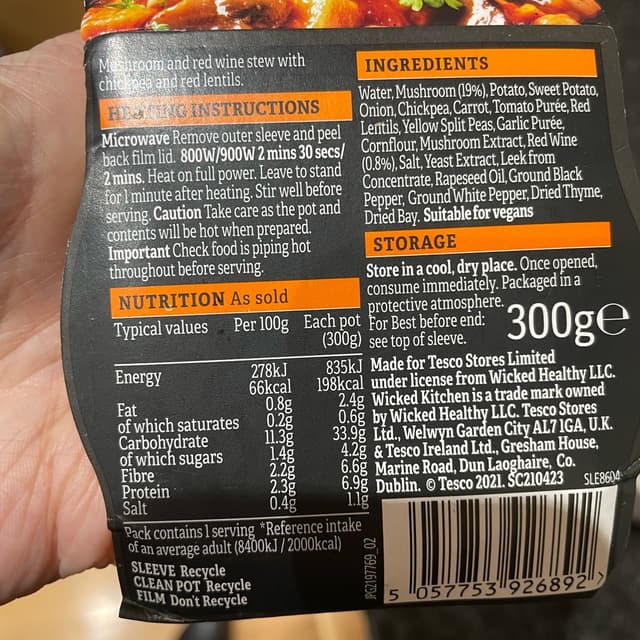 Mushroom and red wine stew with
chickpea and red lentils.
HEATING INSTRUCTIONS
Microwave Remove outer sleeve and peel
back film lid. 800W/900W 2 mins 30 secs/
2 mins. Heat on full power. Leave to stand
for 1 minute after heating. Stir well before
serving. Caution Take care as the pot and
contents will be hot when prepared.
Important Check food is piping hot
throughout before serving.
NUTRITION As sold
Typical values Per 100g Each pot
(300g)
Energy 278kJ 835kJ
66kcal 198kcal
Fat 0.8g 2.4g
of which saturates 0.2g 0.6g
Carbohydrate 11.3g 33.9g
of which sugars 1.4g 4.2g
Fibre 2.2g 6.6g
Protein 2.3g 6.9g
Salt 0.4g 1.1g
Pack contains 1 serving *Reference intake
of an average adult (8400kJ / 2000kcal)
SLEEVE Recycle
CLEAN POT Recycle
FILM Don't Recycle
INGREDIENTS
Water, Mushroom (19%), Potato, Sweet Potato,
Onion, Chickpea, Carrot, Tomato Purée, Red
Lentils, Yellow Split Peas, Garlic Purée,
Cornflour, Mushroom Extract, Red Wine
(0.8%), Salt, Yeast Extract, Leek from
Concentrate, Rapeseed Oil, Ground Black
Pepper, Ground White Pepper, Dried Thyme,
Dried Bay. Suitable for vegans
STORAGE
Store in a cool, dry place. Once opened,
consume immediately. Packaged in a
protective atmosphere.
For Best before end:
see top of sleeve.
300g℮
Made for Tesco Stores Limited
under license from Wicked Healthy LLC.
Wicked Kitchen is a trade mark owned
by Wicked Healthy LLC. Tesco Stores
Ltd., Welwyn Garden City AL7 1GA, U.K.
& Tesco Ireland Ltd., Gresham House,
Marine Road, Dun Laoghaire, Co.
Dublin. © Tesco 2021. SC210423 SLE8604
JPG2197769_02
5 057753 926892